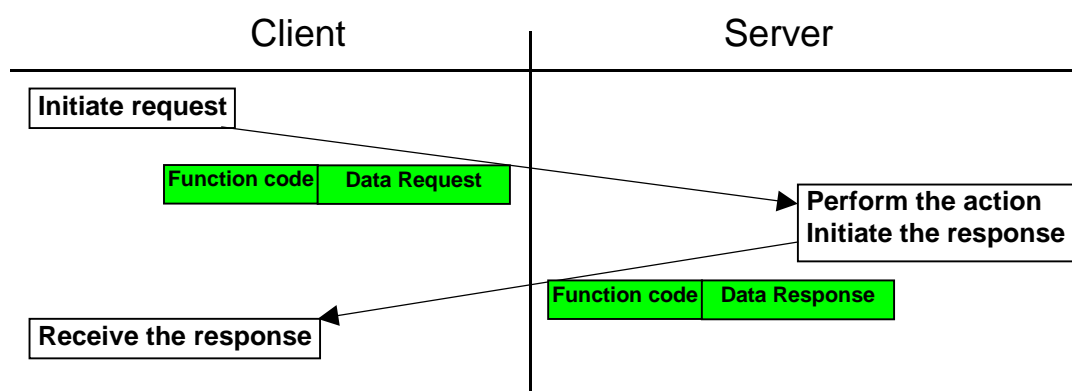 Client
Server
Initiate request
Function code
Data Request
Perform the action
Initiate the response
Function code
Data Response
Receive the response